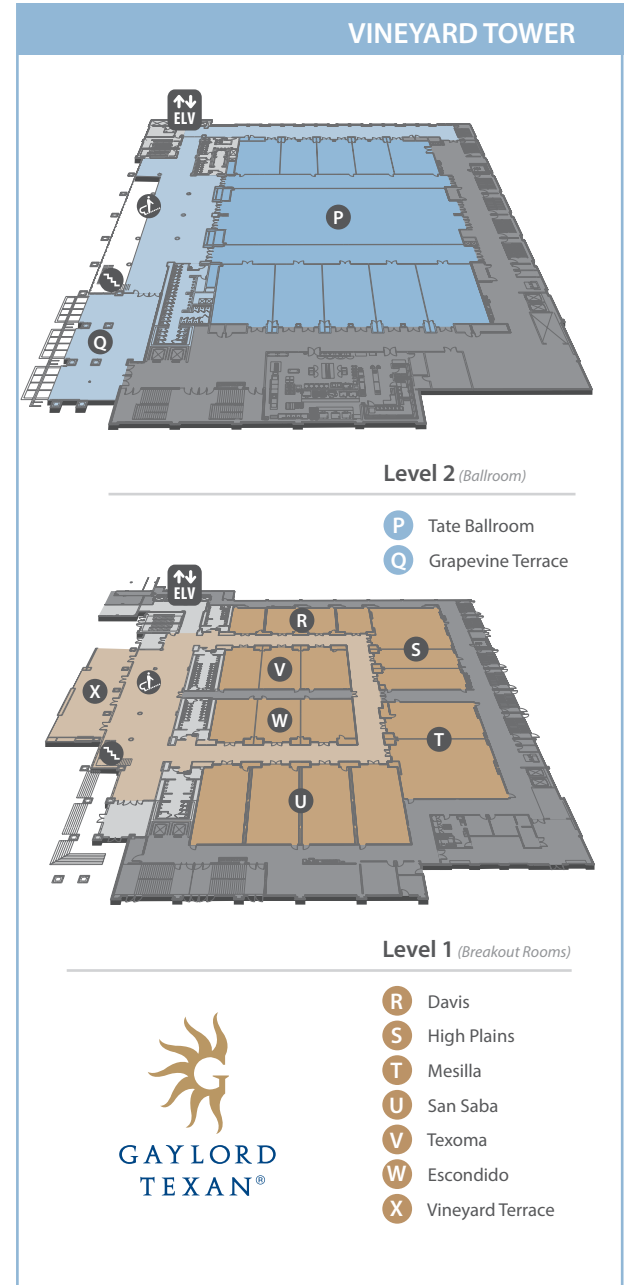 VINEYARD TOWER
ELV
P
Q
Level 2 (Ballroom)
P Tate Ballroom
Q Grapevine Terrace
ELV
R
S
V
X
W
T
U
Level 1 (Breakout Rooms)
R Davis
S High Plains
T Mesilla
U San Saba
V Texoma
W Escondido
X Vineyard Terrace
G
GAYLORD
TEXAN®